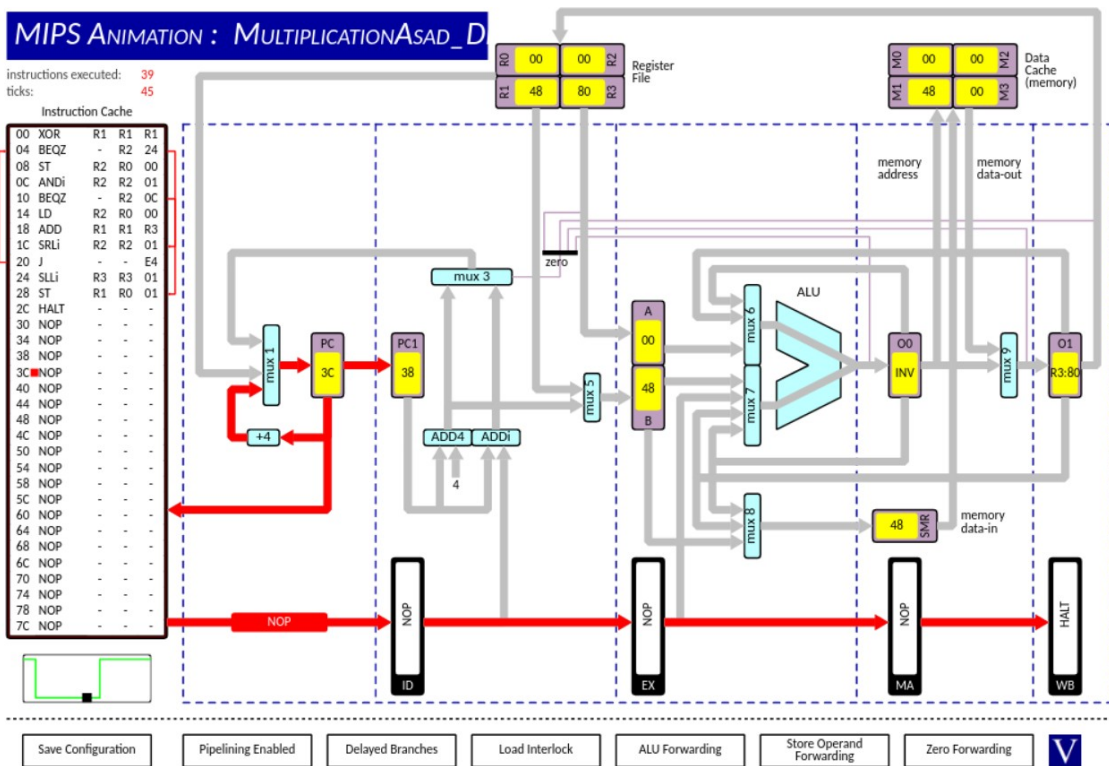 MIPS ANIMATION : MULTIPLICATIONASAD_D
instructions executed: 39
ticks: 45
Instruction Cache
00 XOR R1 R1 R1
04 BEQZ - R2 24
08 ST R2 R0 00
0C ANDi R2 R2 01
10 BEQZ - R2 0C
14 LD R2 R0 00
18 ADD R1 R1 R3
1C SRLi R2 R2 01
20 J - - E4
24 SLLi R3 R3 01
28 ST R1 R0 01
2C HALT - - -
30 NOP - - -
34 NOP - - -
38 NOP - - -
3C NOP - - -
40 NOP - - -
44 NOP - - -
48 NOP - - -
4C NOP - - -
50 NOP - - -
54 NOP - - -
58 NOP - - -
5C NOP - - -
60 NOP - - -
64 NOP - - -
68 NOP - - -
6C NOP - - -
70 NOP - - -
74 NOP - - -
78 NOP - - -
7C NOP - - -
R0 00 00 R2
R1 48 80 R3
Register
File
M0 00 00 M2
M1 48 00 M3
Data
Cache
(memory)
memory
address
memory
data-out
zero
mux 3
ALU
mux 1
PC
3C
PC1
38
+4
ADD4 ADDi
4
mux 5
A
00
48
B
mux 6
mux 7
mux 8
O0
INV
mux 9
O1
R3:80
48 SMR
memory
data-in
NOP
NOP
ID
NOP
EX
NOP
MA
HALT
WB
Save Configuration
Pipelining Enabled
Delayed Branches
Load Interlock
ALU Forwarding
Store Operand
Forwarding
Zero Forwarding
V